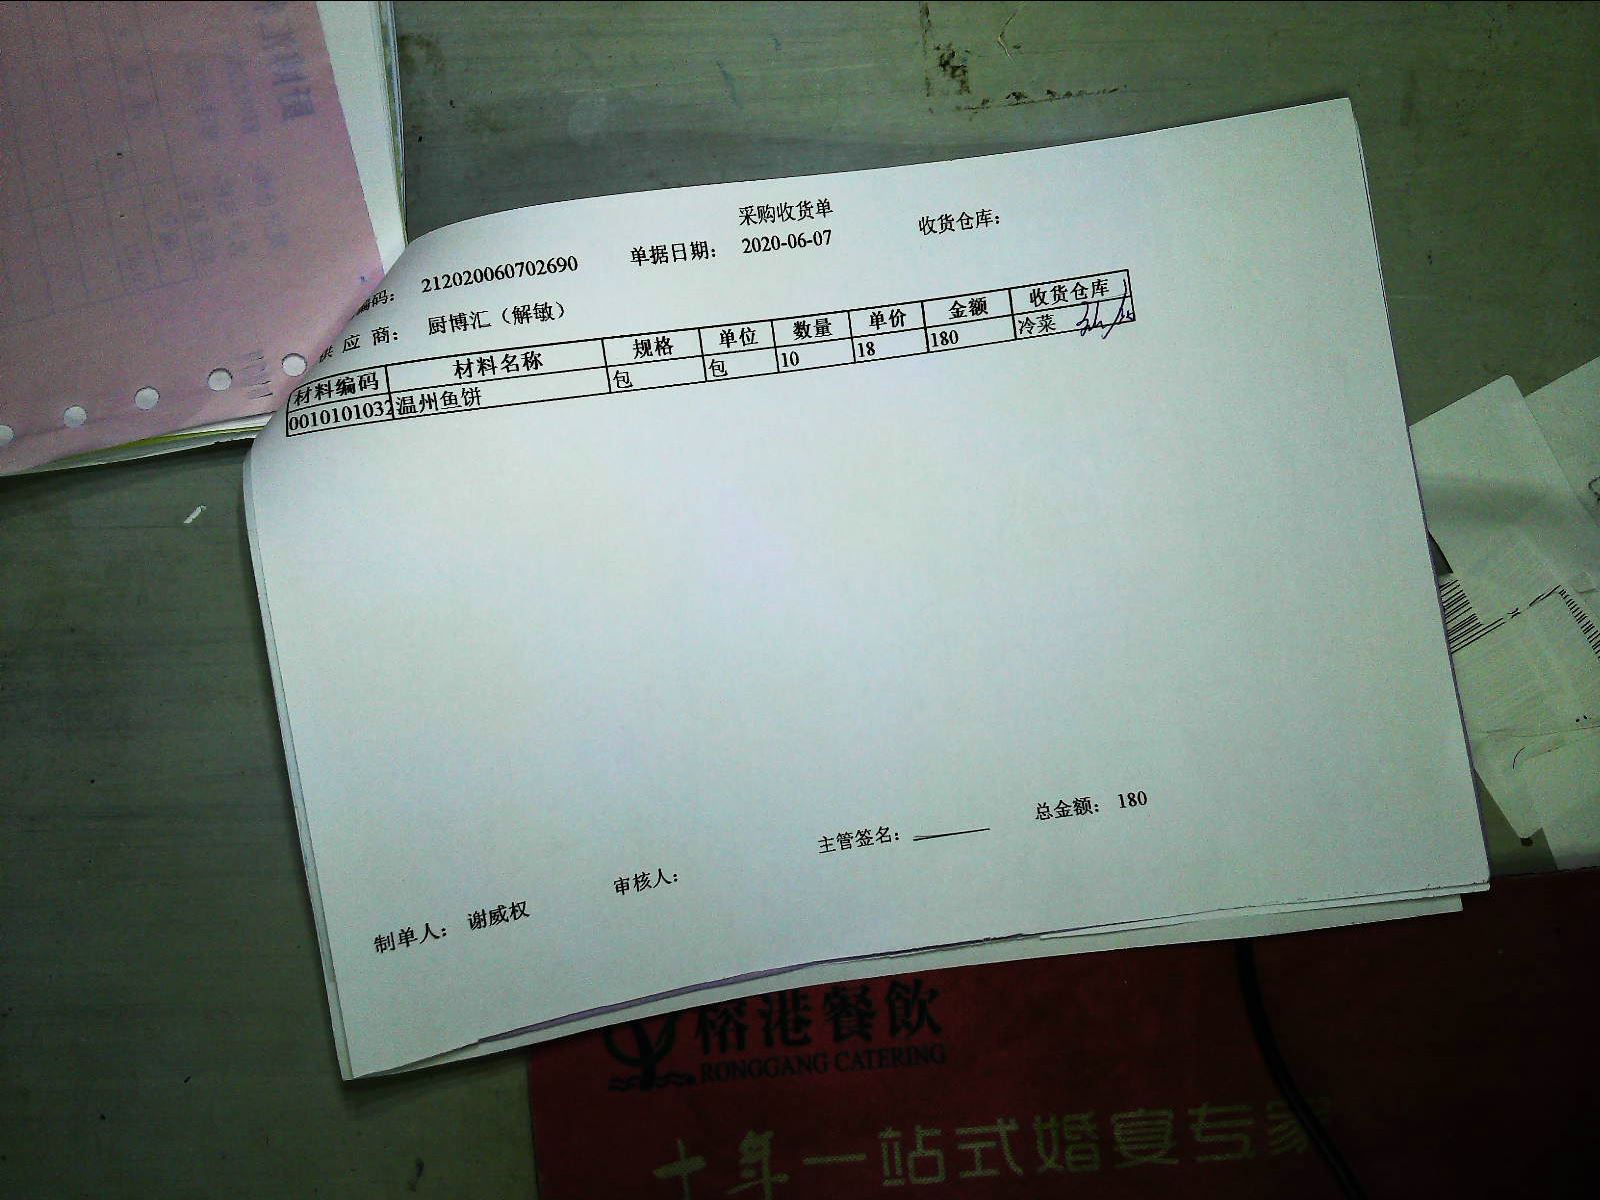 采购收货单
编码： 212020060702690 单据日期： 2020-06-07 收货仓库：
供 应 商： 厨博汇（解敏）
材料编码 材料名称 规格 单位 数量 单价 金额 收货仓库
0010101032 温州鱼饼 包 包 10 18 180 冷菜
主管签名： 总金额： 180
制单人： 谢威权 审核人：
榕港餐飲
RONGGANG CATERING
十年一站式婚宴专家